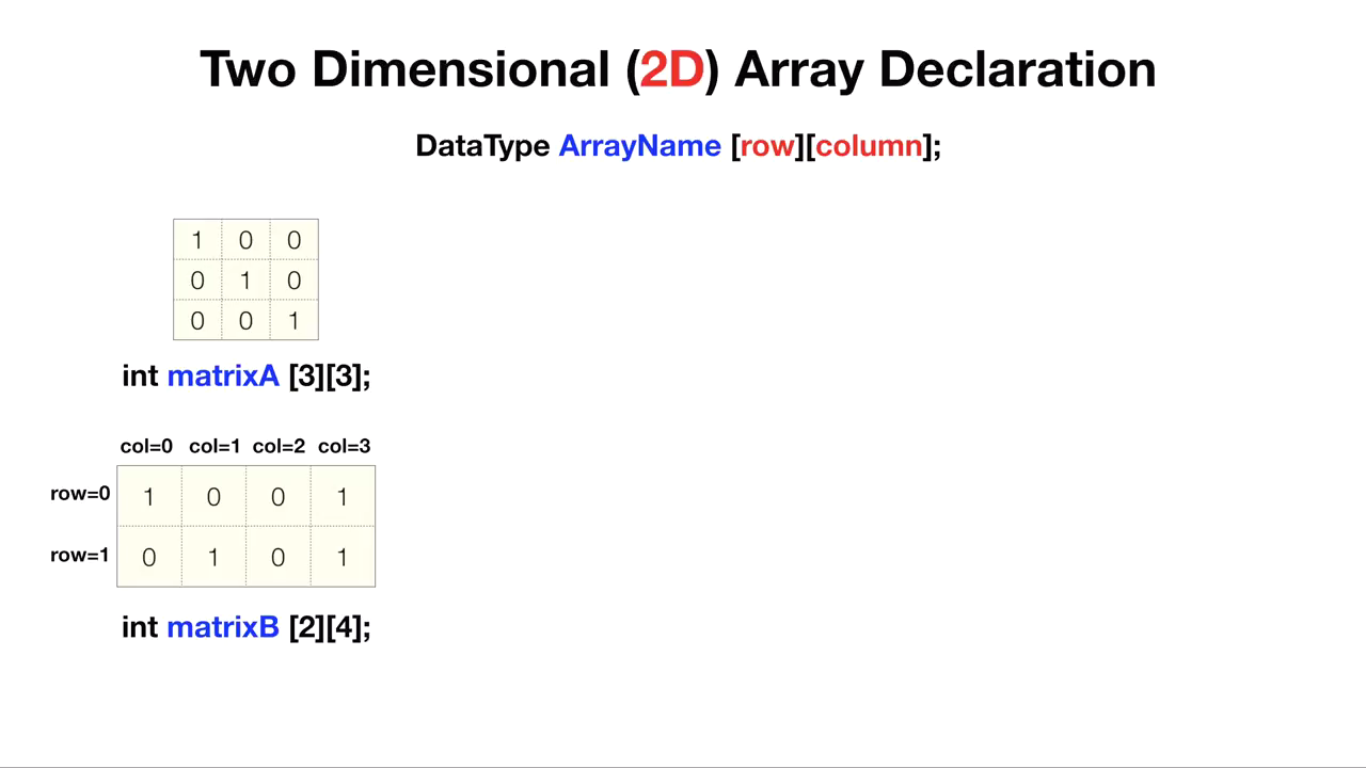 Two Dimensional (2D) Array Declaration
DataType ArrayName [row][column];
1 0 0
0 1 0
0 0 1
int matrixA [3][3];
col=0 col=1 col=2 col=3
row=0 1 0 0 1
row=1 0 1 0 1
int matrixB [2][4];